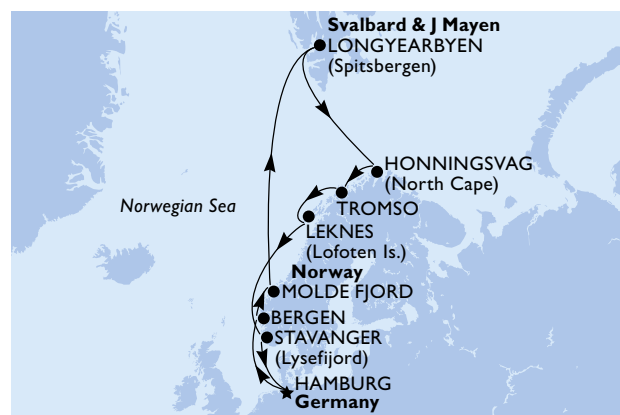 Svalbard & J Mayen
LONGYEARBYEN
(Spitsbergen)
HONNINGSVAG
(North Cape)
Norwegian Sea
TROMSO
LEKNES
(Lofoten Is.)
Norway
MOLDE FJORD
BERGEN
STAVANGER
(Lysefijord)
HAMBURG
Germany